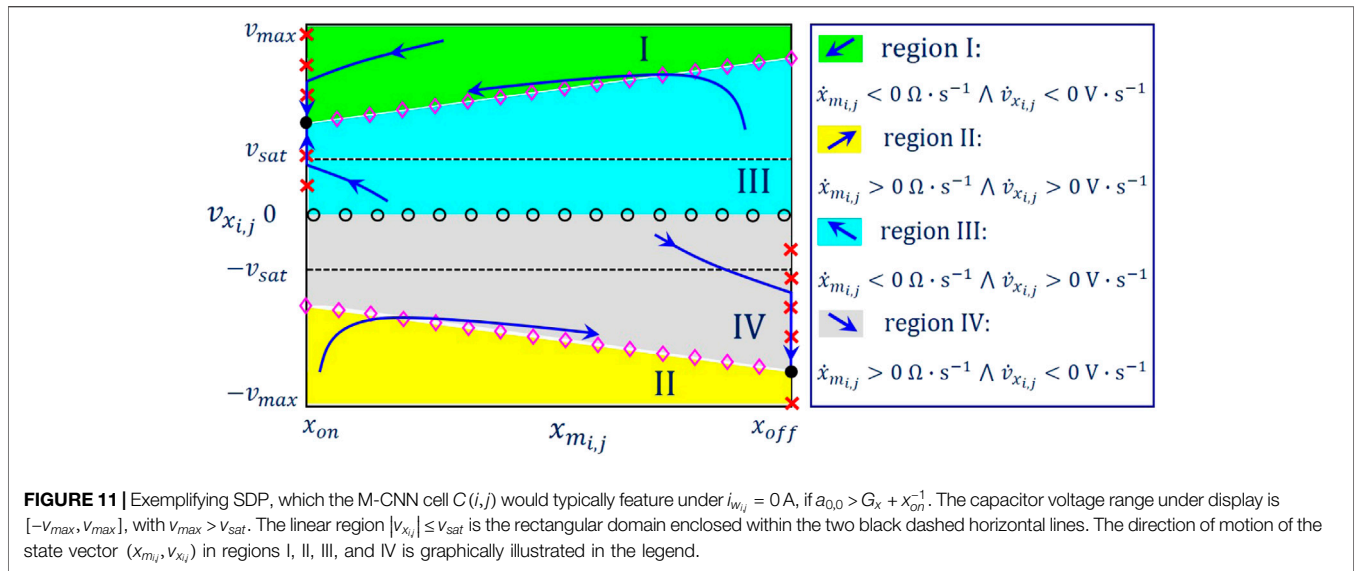 v_max
I
v_sat
III
v_{x_{i,j}} 0
−v_sat
IV
II
−v_max
x_on
x_{m_{i,j}}
x_off
region I:
ẋ_{m_{i,j}} < 0 Ω · s⁻¹ ∧ v̇_{x_{i,j}} < 0 V · s⁻¹
region II:
ẋ_{m_{i,j}} > 0 Ω · s⁻¹ ∧ v̇_{x_{i,j}} > 0 V · s⁻¹
region III:
ẋ_{m_{i,j}} < 0 Ω · s⁻¹ ∧ v̇_{x_{i,j}} > 0 V · s⁻¹
region IV:
ẋ_{m_{i,j}} > 0 Ω · s⁻¹ ∧ v̇_{x_{i,j}} < 0 V · s⁻¹
FIGURE 11 | Exemplifying SDP, which the M-CNN cell C(i, j) would typically feature under i_{w_{i,j}} = 0 A, if a_{0,0} > G_x + x_{on}^{−1}. The capacitor voltage range under display is
[−v_max, v_max], with v_max > v_sat. The linear region |v_{x_{i,j}}| ≤ v_sat is the rectangular domain enclosed within the two black dashed horizontal lines. The direction of motion of the
state vector (x_{m_{i,j}}, v_{x_{i,j}}) in regions I, II, III, and IV is graphically illustrated in the legend.